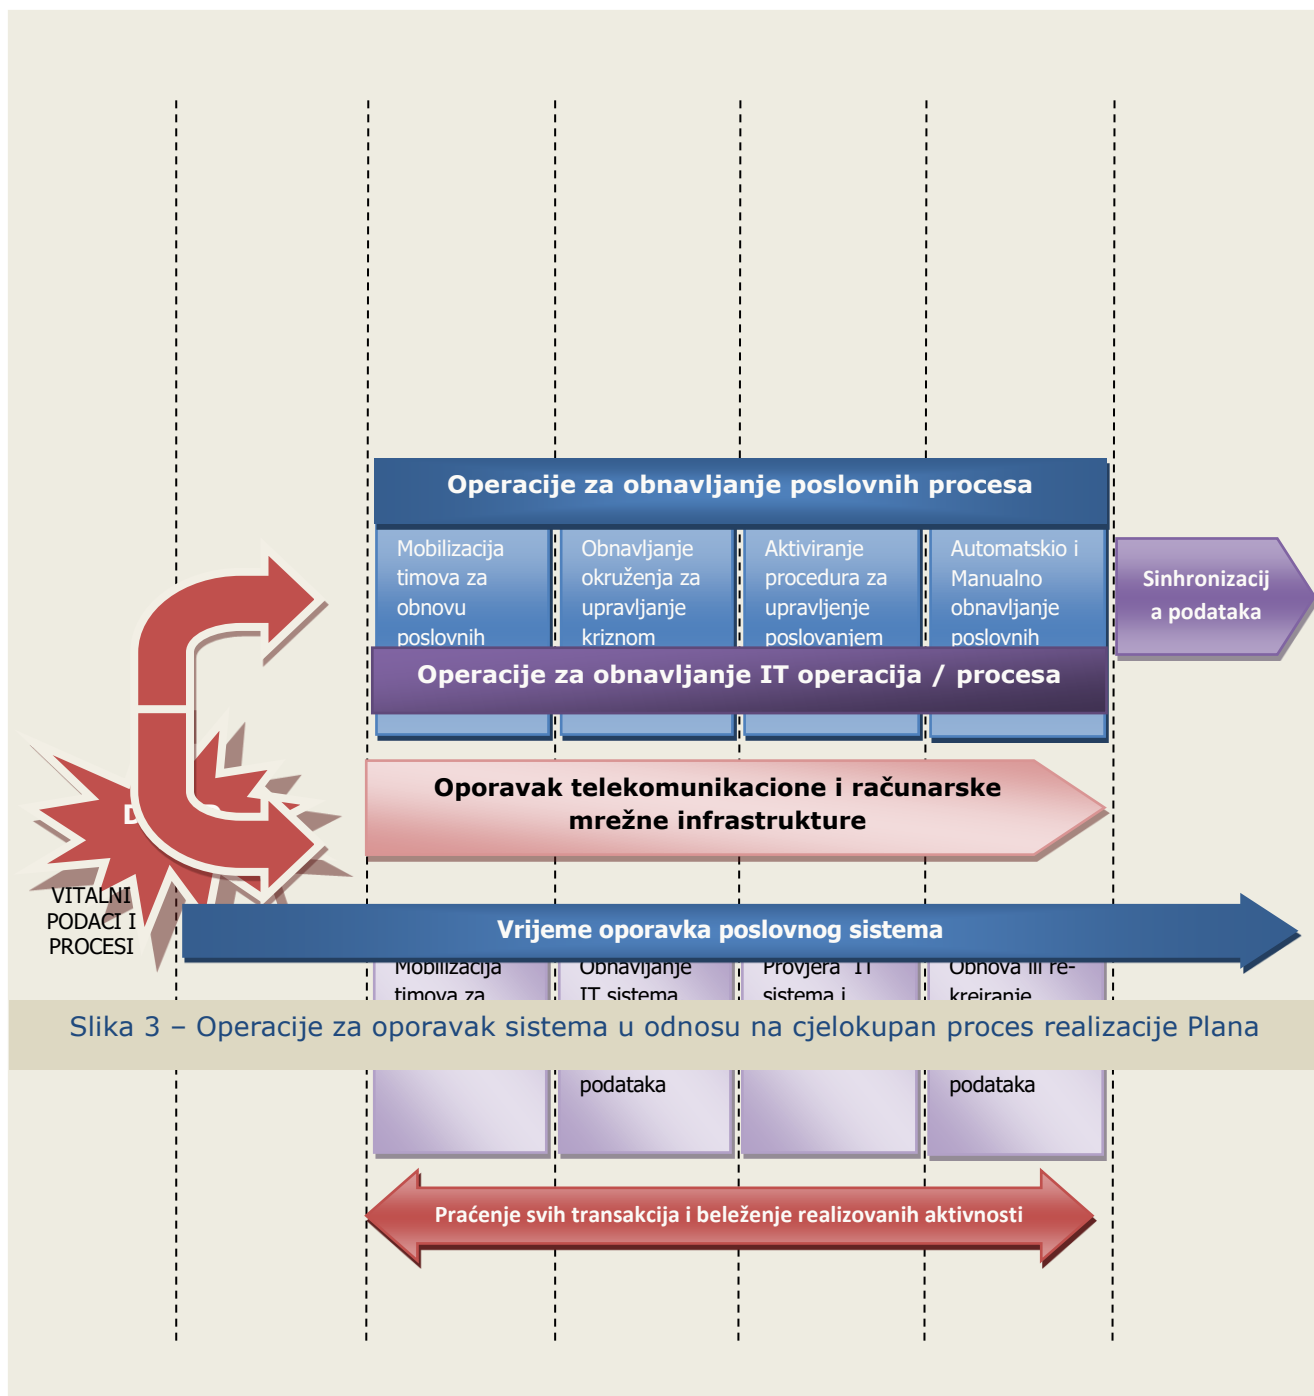 Operacije za obnavljanje poslovnih procesa
Mobilizacija
timova za
obnovu
poslovnih
Obnavljanje
okruženja za
upravljanje
kriznom
Aktiviranje
procedura za
upravljenje
poslovanjem
Automatskio i
Manualno
obnavljanje
poslovnih
Sinhronizacij
a podataka
Operacije za obnavljanje IT operacija / procesa
Oporavak telekomunikacione i računarske
mrežne infrastrukture
VITALNI
PODACI I
PROCESI
Vrijeme oporavka poslovnog sistema
Mobilizacija
timova za
Obnavljanje
IT sistema
podataka
Provjera IT
sistema i
Obnova ili re-
kreiranje
podataka
Slika 3 – Operacije za oporavak sistema u odnosu na cjelokupan proces realizacije Plana
Praćenje svih transakcija i beleženje realizovanih aktivnosti